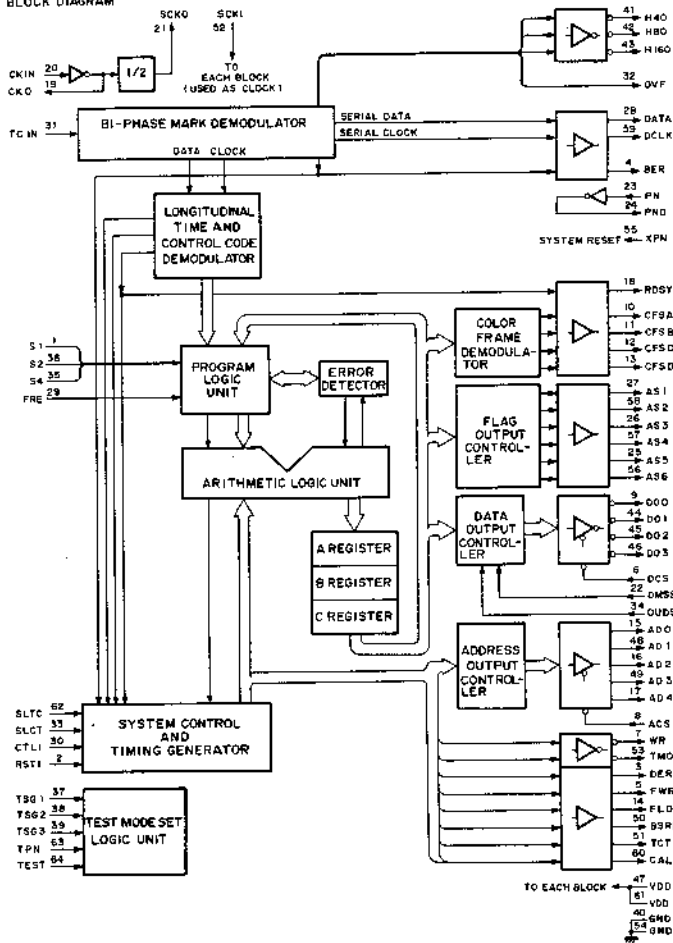 BLOCK DIAGRAM
SCKO
21
SCKI
52
TO
EACH BLOCK
(USED AS CLOCK)
CKIN 20
CKO 19
1/2
TC IN 31
BI-PHASE MARK DEMODULATOR
DATA CLOCK
SERIAL DATA
SERIAL CLOCK
41 H40
42 H80
43 H160
32 OVF
28 DATA
59 DCLK
4 BER
23 PN
24 PNO
SYSTEM RESET 55 XPN
LONGITUDINAL
TIME AND
CONTROL CODE
DEMODULATOR
S1 1
S2 36
S4 35
FRE 29
PROGRAM
LOGIC
UNIT
ERROR
DETECTOR
ARITHMETIC LOGIC UNIT
A REGISTER
B REGISTER
C REGISTER
COLOR
FRAME
DEMODULA-
TOR
18 RDSY
10 CFSA
11 CFSB
12 CFSC
13 CFSD
FLAG
OUTPUT
CONTROL-
LER
27 AS1
58 AS2
26 AS3
57 AS4
25 AS5
56 AS6
DATA
OUTPUT
CONTROL-
LER
9 DO0
44 DO1
45 DO2
46 DO3
6 DCS
22 DMSS
34 OUDS
ADDRESS
OUTPUT
CONTROL-
LER
15 AD0
48 AD1
16 AD2
49 AD3
17 AD4
8 ACS
7 WR
53 TMO
3 DER
5 FWR
14 FLD
50 BSRI
51 TCT
60 CAL
SLTC 62
SLCT 33
CTLI 30
RSTI 2
SYSTEM CONTROL
AND
TIMING GENERATOR
TSG1 37
TSG2 38
TSG3 39
TPN 63
TEST 64
TEST MODE SET
LOGIC UNIT
TO EACH BLOCK 47 VDD
61 VDD
40 GND
54 GND